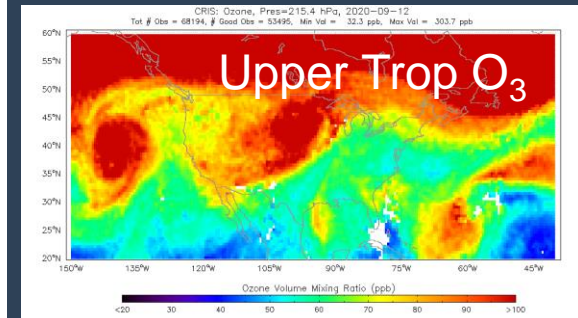 CRIS: Ozone, Pres=215.4 hPa, 2020-09-12
Tot # Obs = 68194, # Good Obs = 53495, Min Val = 32.3 ppb, Max Val = 303.7 ppb
Upper Trop O₃
60°N
55°N
50°N
45°N
40°N
35°N
30°N
25°N
20°N
150°W 135°W 120°W 105°W 90°W 75°W 60°W 45°W
Ozone Volume Mixing Ratio (ppb)
<20 30 40 50 60 70 80 90 >100